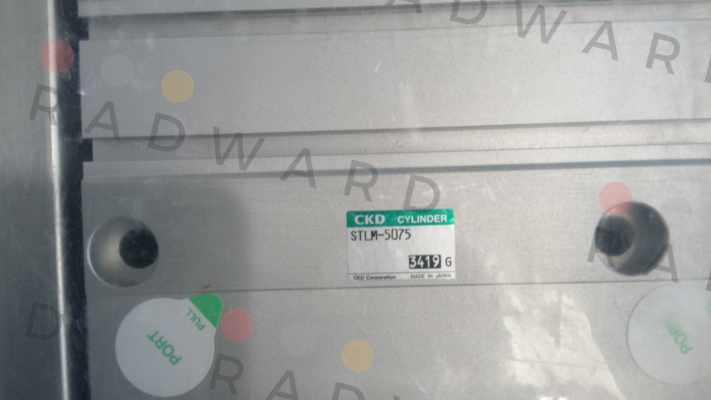 RADWARD
RADWARD
CKD CYLINDER
STLM-5075
3419 G
CKD Corporation MADE IN JAPAN
PULL
PORT
PORT
RADWARD